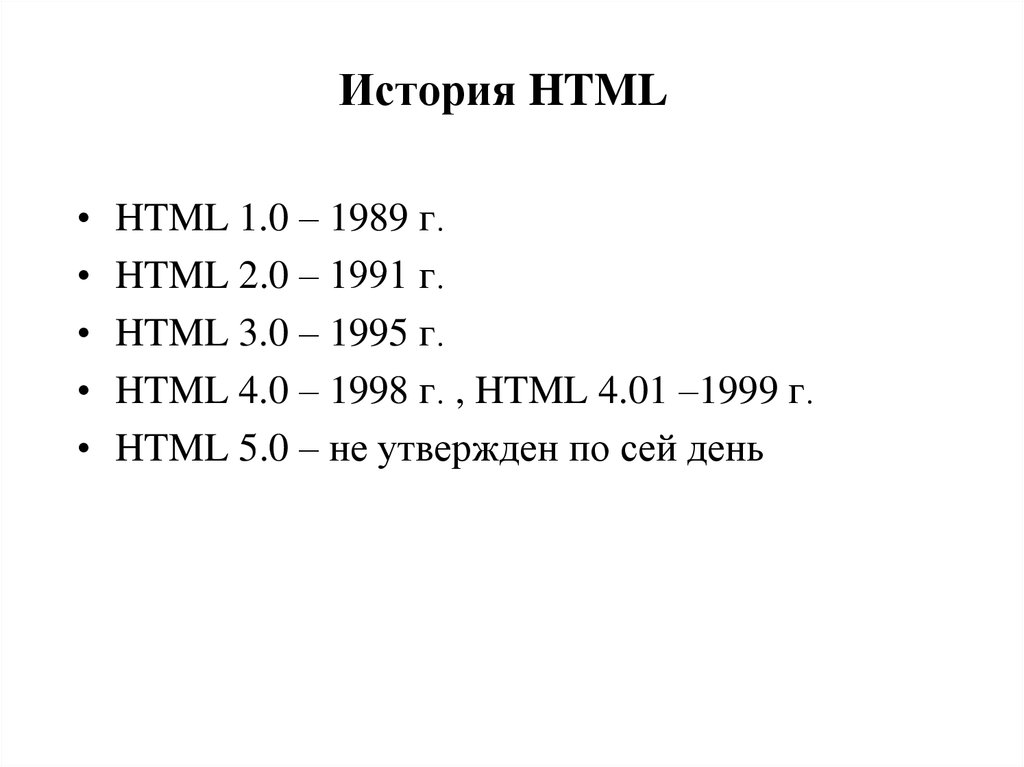 История HTML
• HTML 1.0 – 1989 г.
• HTML 2.0 – 1991 г.
• HTML 3.0 – 1995 г.
• HTML 4.0 – 1998 г. , HTML 4.01 –1999 г.
• HTML 5.0 – не утвержден по сей день